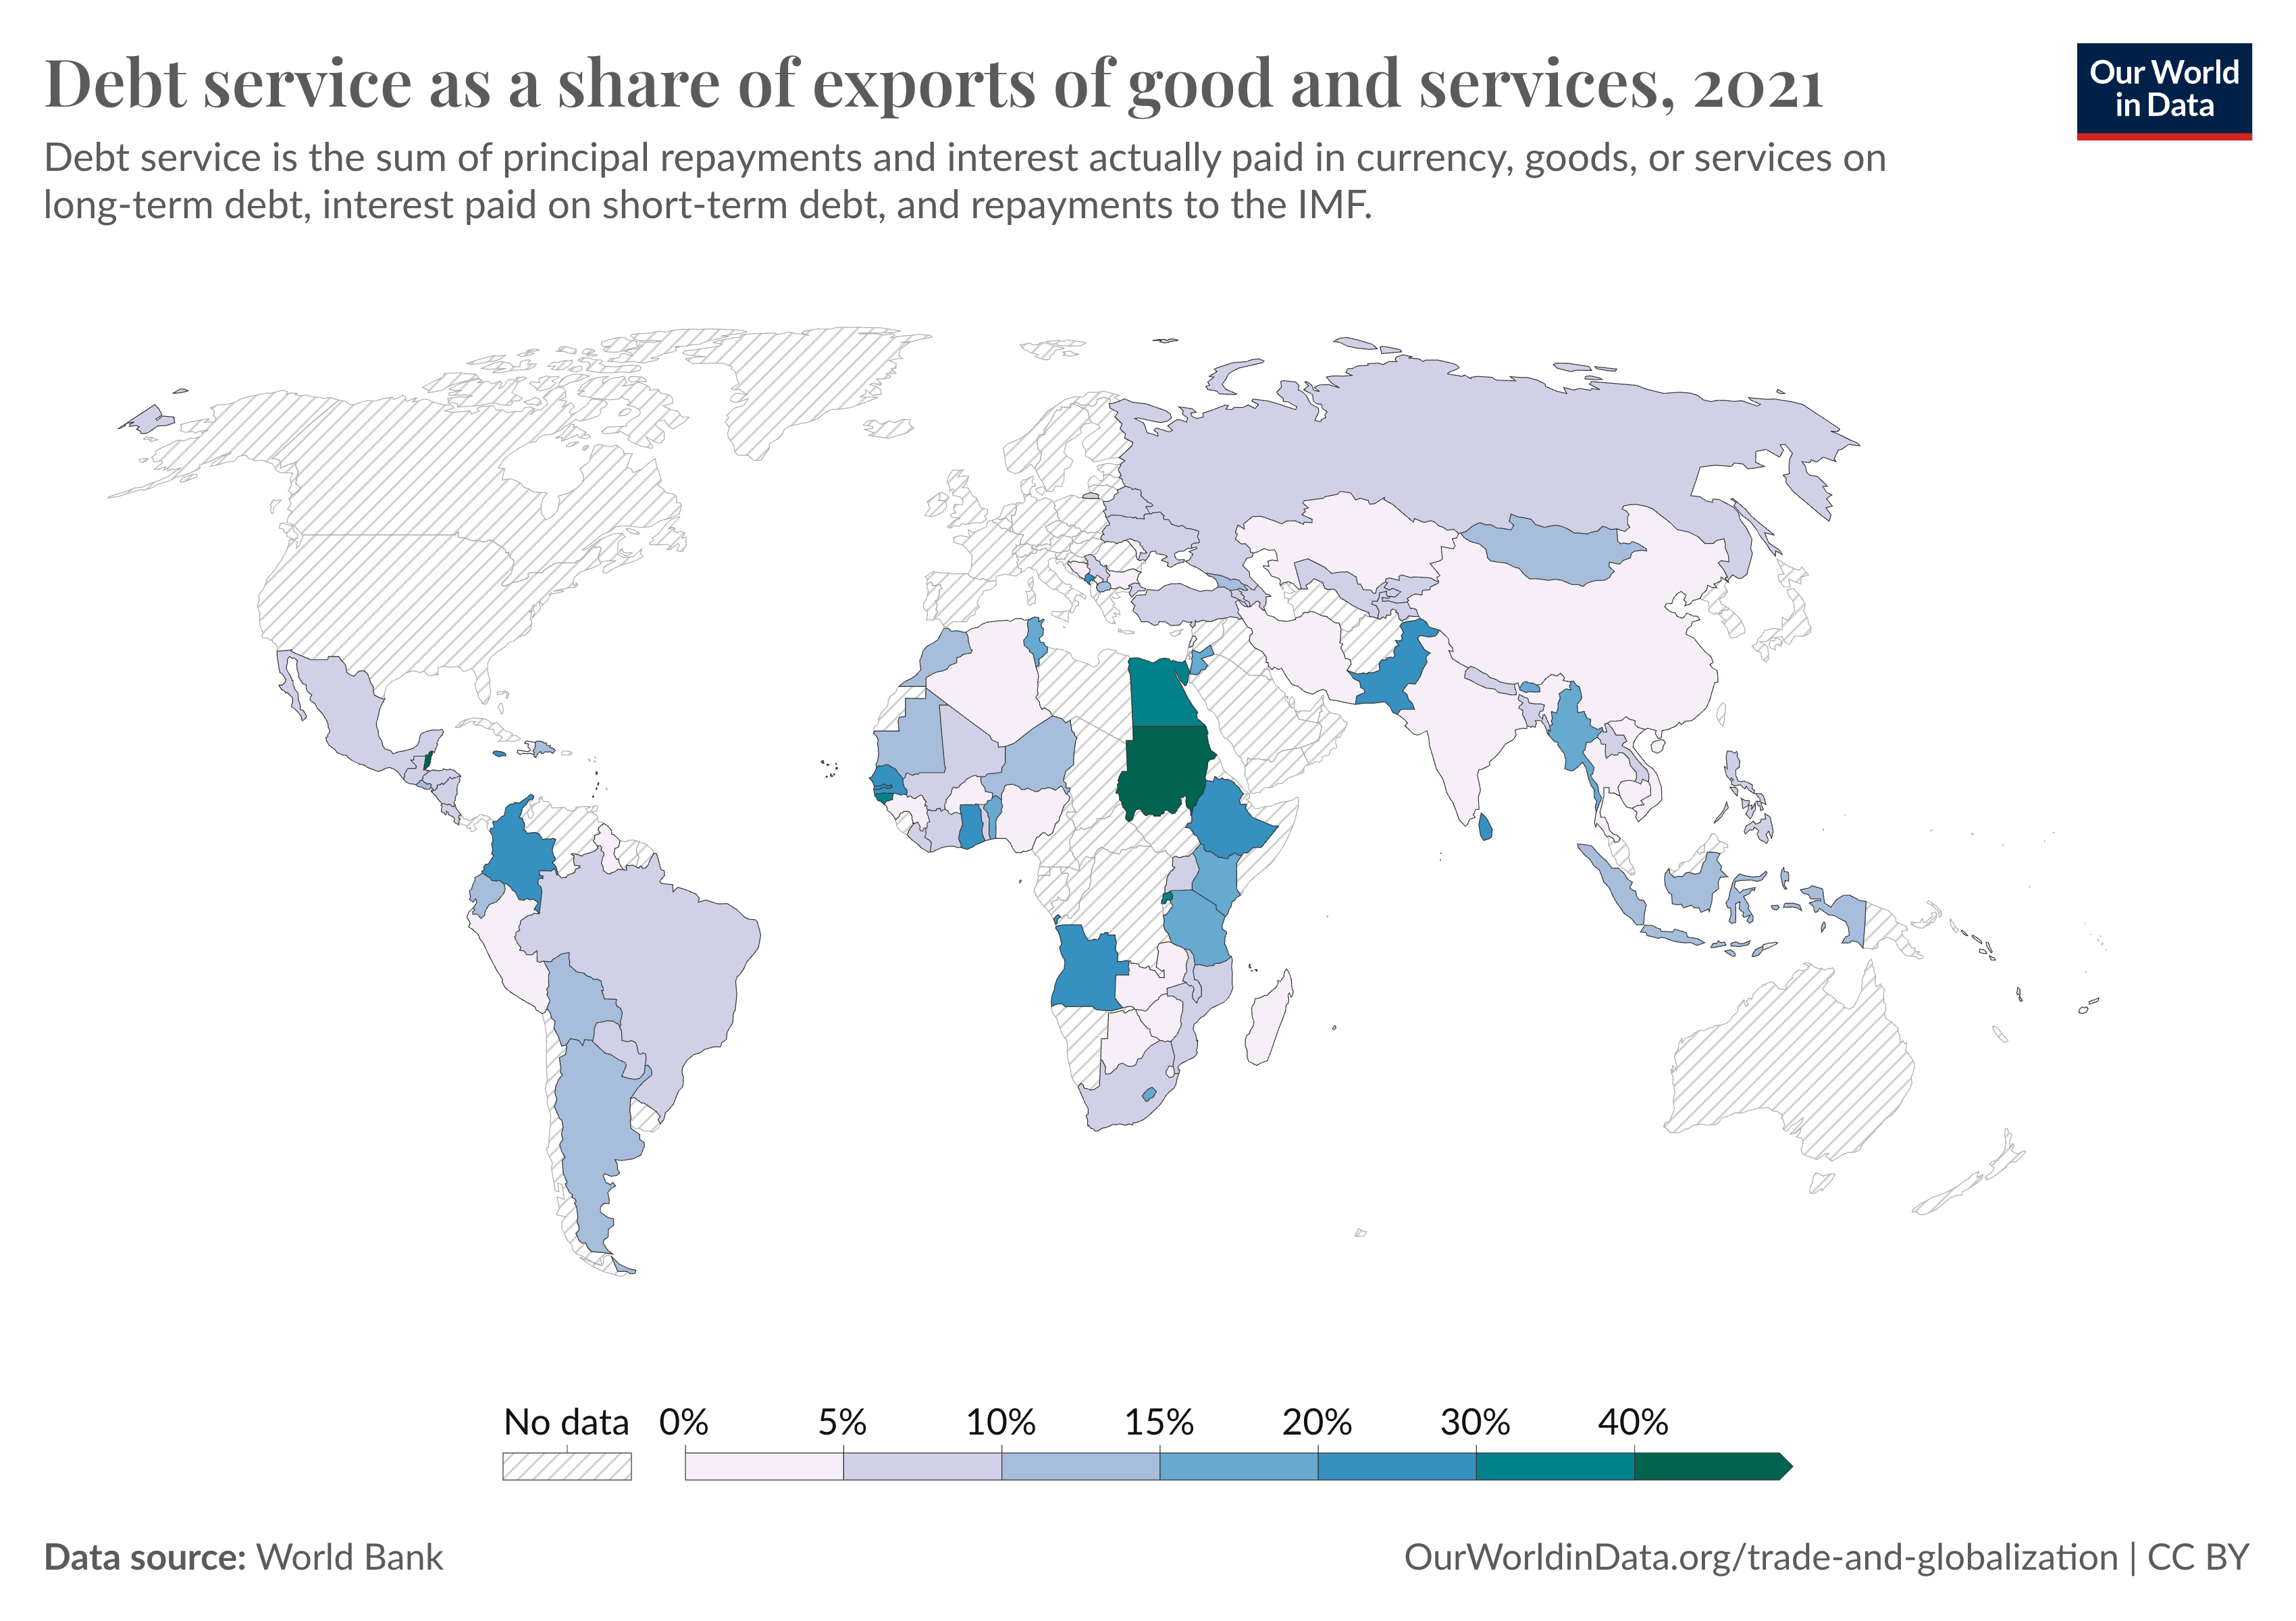 Debt service as a share of exports of good and services, 2021
Our World
in Data
Debt service is the sum of principal repayments and interest actually paid in currency, goods, or services on
long-term debt, interest paid on short-term debt, and repayments to the IMF.
No data 0% 5% 10% 15% 20% 30% 40%
Data source: World Bank
OurWorldinData.org/trade-and-globalization | CC BY